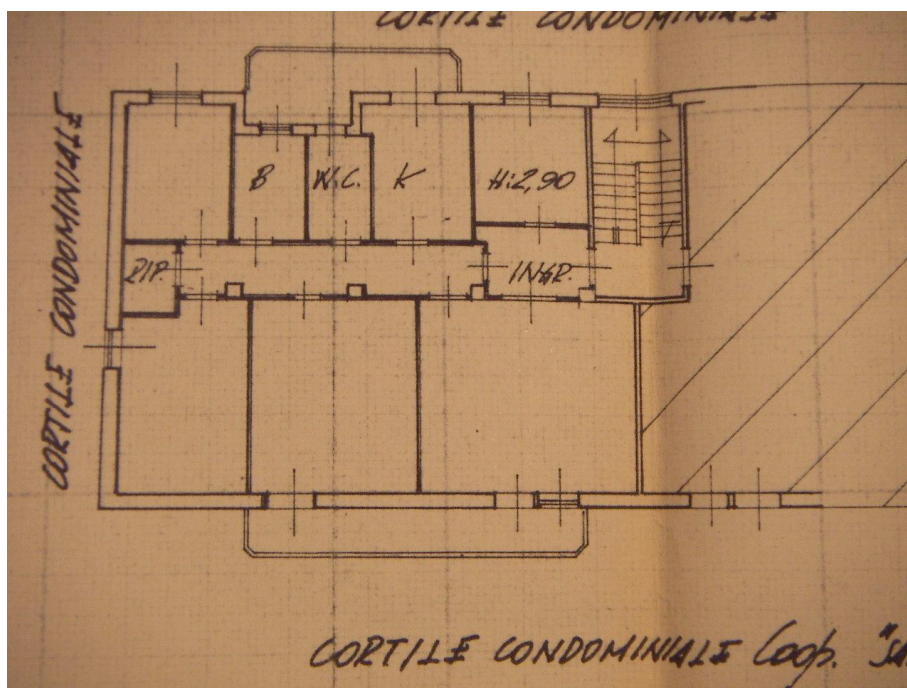 CORTILE CONDOMINIALE
CORTILE CONDOMINIALE
B
W.C.
K
H:2,90
RIP.
INGR.
CORTILE CONDOMINIALE Coop.